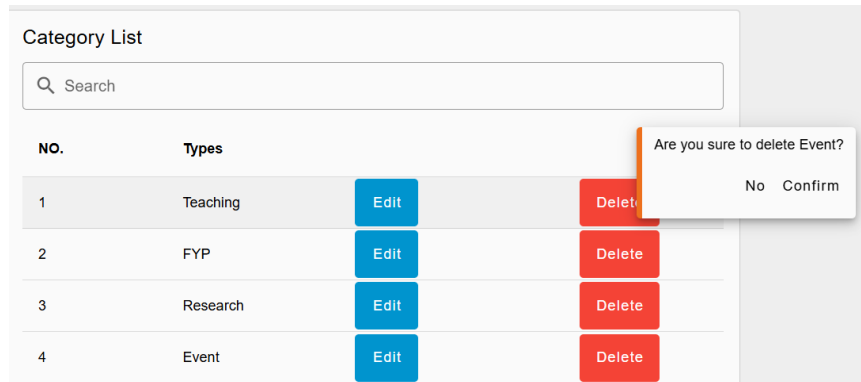 Category List
Search
NO. Types
Are you sure to delete Event?
No Confirm
1 Teaching Edit Delete
2 FYP Edit Delete
3 Research Edit Delete
4 Event Edit Delete